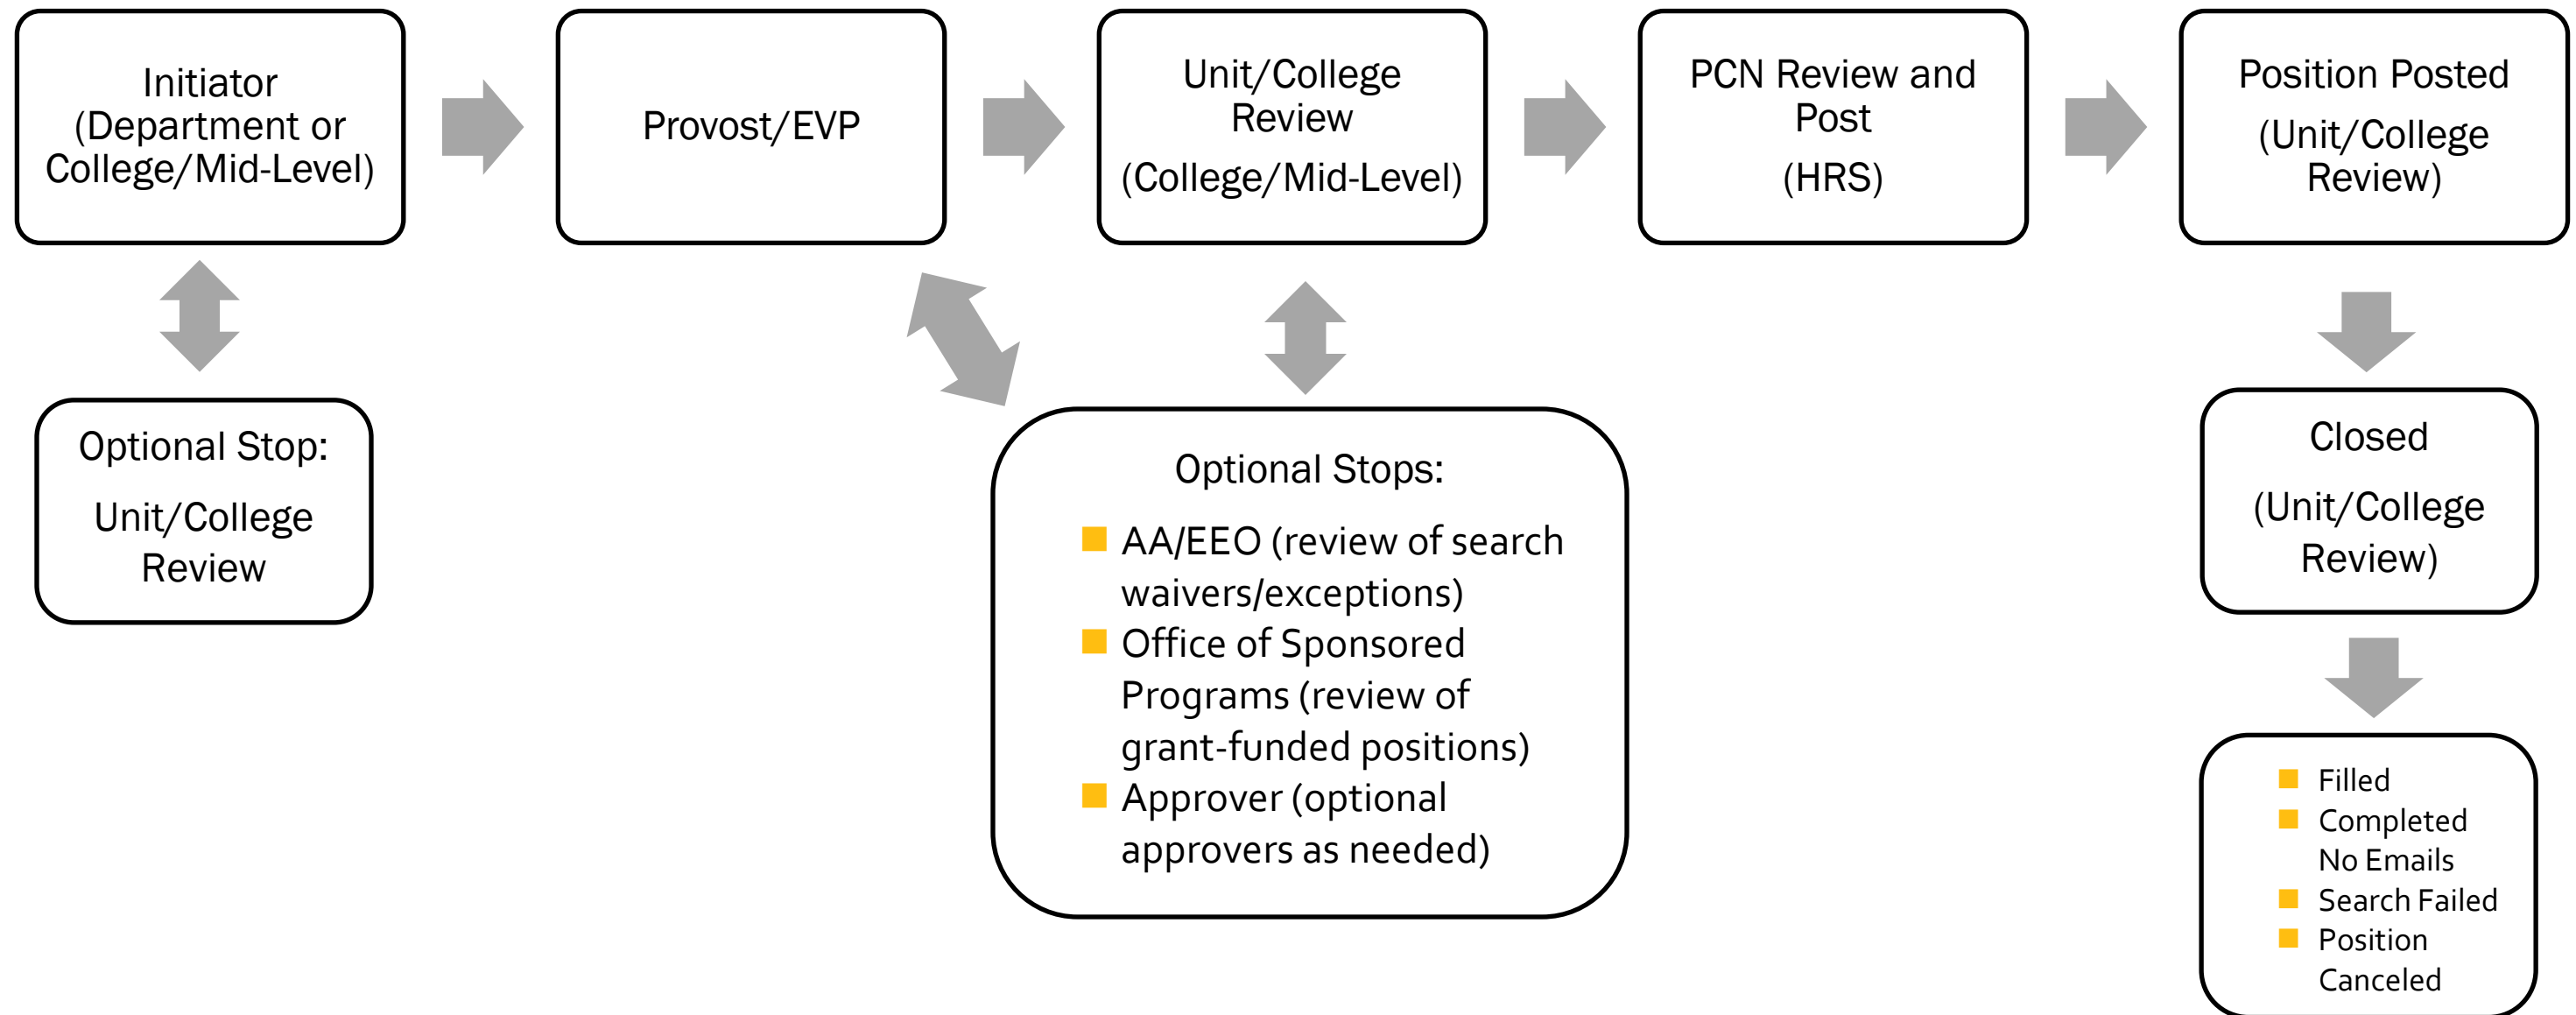 Initiator
(Department or
College/Mid-Level)
Provost/EVP
Unit/College
Review
(College/Mid-Level)
PCN Review and
Post
(HRS)
Position Posted
(Unit/College
Review)
Optional Stop:
Unit/College
Review
Optional Stops:
AA/EEO (review of search
waivers/exceptions)
Office of Sponsored
Programs (review of
grant-funded positions)
Approver (optional
approvers as needed)
Closed
(Unit/College
Review)
Filled
Completed
No Emails
Search Failed
Position
Canceled